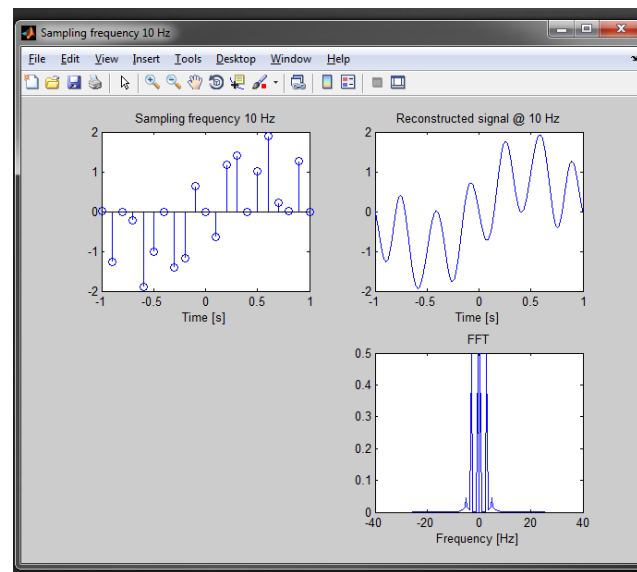 Sampling frequency 10 Hz
File Edit View Insert Tools Desktop Window Help
Sampling frequency 10 Hz
2
1
0
-1
-2
-1 -0.5 0 0.5 1
Time [s]
Reconstructed signal @ 10 Hz
2
1
0
-1
-2
-1 -0.5 0 0.5 1
Time [s]
FFT
0.5
0.4
0.3
0.2
0.1
0
-40 -20 0 20 40
Frequency [Hz]